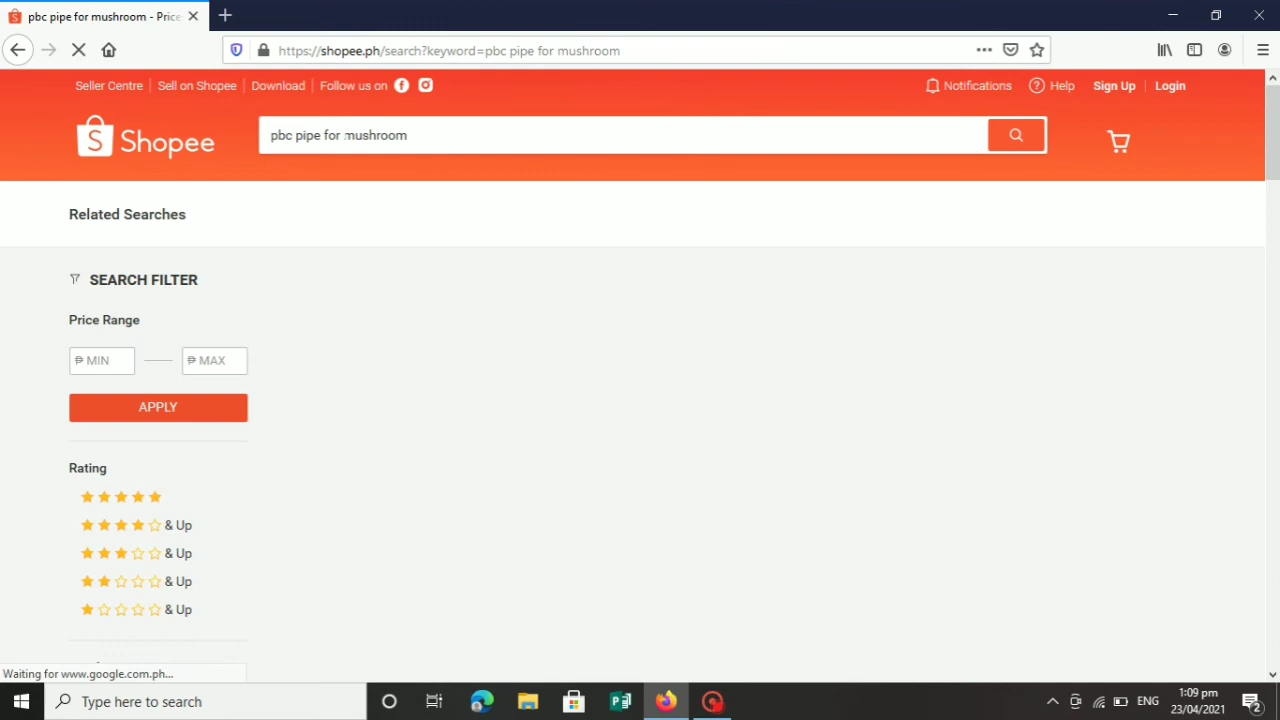 pbc pipe for mushroom - Price
https://shopee.ph/search?keyword=pbc pipe for mushroom
Seller Centre
Sell on Shopee
Download
Follow us on
Notifications
Help
Sign Up
Login
Shopee
pbc pipe for mushroom
Related Searches
SEARCH FILTER
Price Range
₱ MIN
₱ MAX
APPLY
Rating
& Up
& Up
& Up
& Up
Waiting for www.google.com.ph...
Type here to search
ENG
1:09 pm
23/04/2021
2